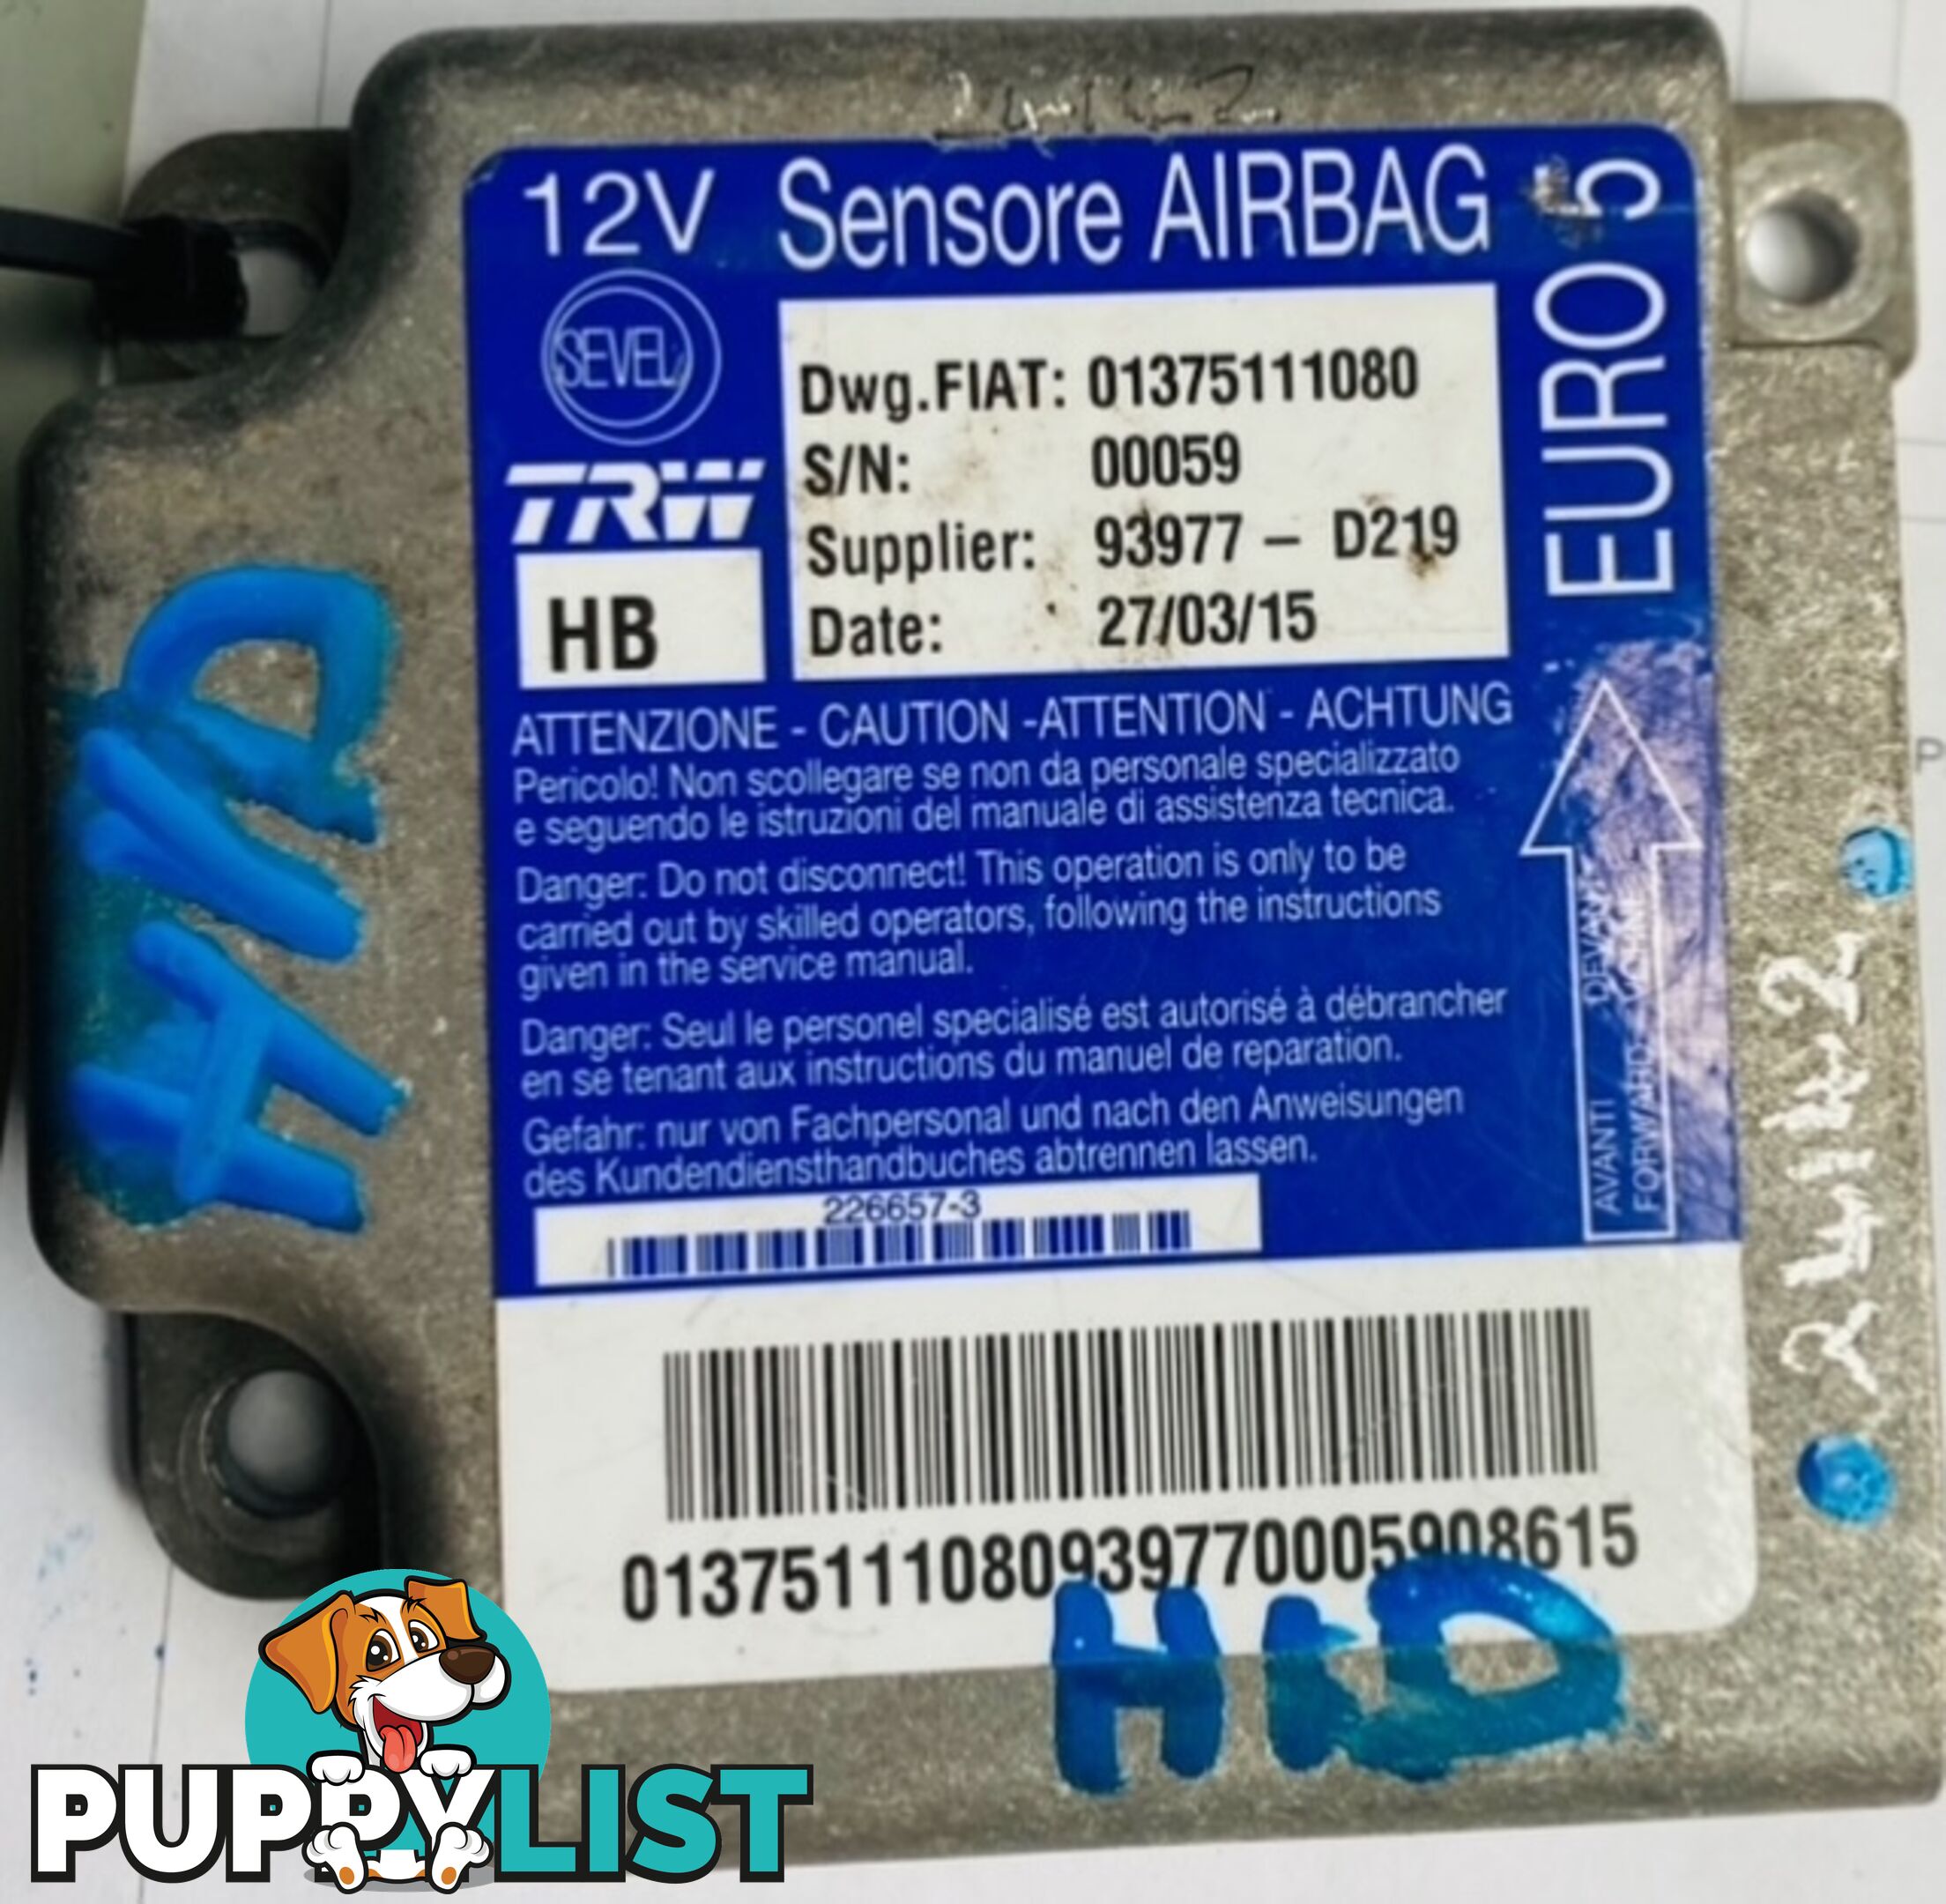 12V Sensore AIRBAG
EURO 5
SEVEL
TRW
HB
Dwg.FIAT: 01375111080
S/N: 00059
Supplier: 93977 – D219
Date: 27/03/15
ATTENZIONE - CAUTION -ATTENTION - ACHTUNG
Pericolo! Non scollegare se non da personale specializzato
e seguendo le istruzioni del manuale di assistenza tecnica.
Danger: Do not disconnect! This operation is only to be
carried out by skilled operators, following the instructions
given in the service manual.
Danger: Seul le personel specialisé est autorisé à débrancher
en se tenant aux instructions du manuel de reparation.
Gefahr: nur von Fachpersonal und nach den Anweisungen
des Kundendiensthandbuches abtrennen lassen.
AVANTI DEVANT
FORWAHD
226657-3
01375111080939770005908615
HID
HID
PUPPYLIST